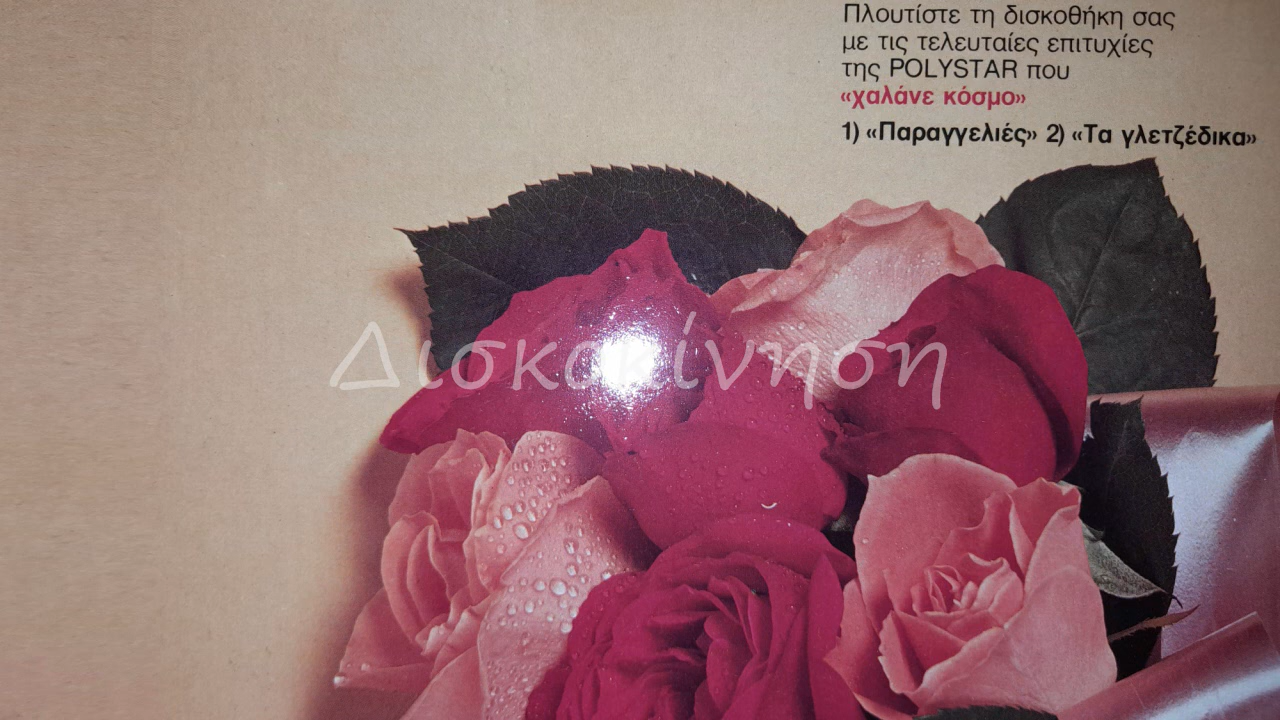 Πλουτίστε τη δισκοθήκη σας
με τις τελευταίες επιτυχίες
της POLYSTAR που
«χαλάνε κόσμο»
1) «Παραγγελιές» 2) «Τα γλετζέδικα»
Δισκοκίνηση